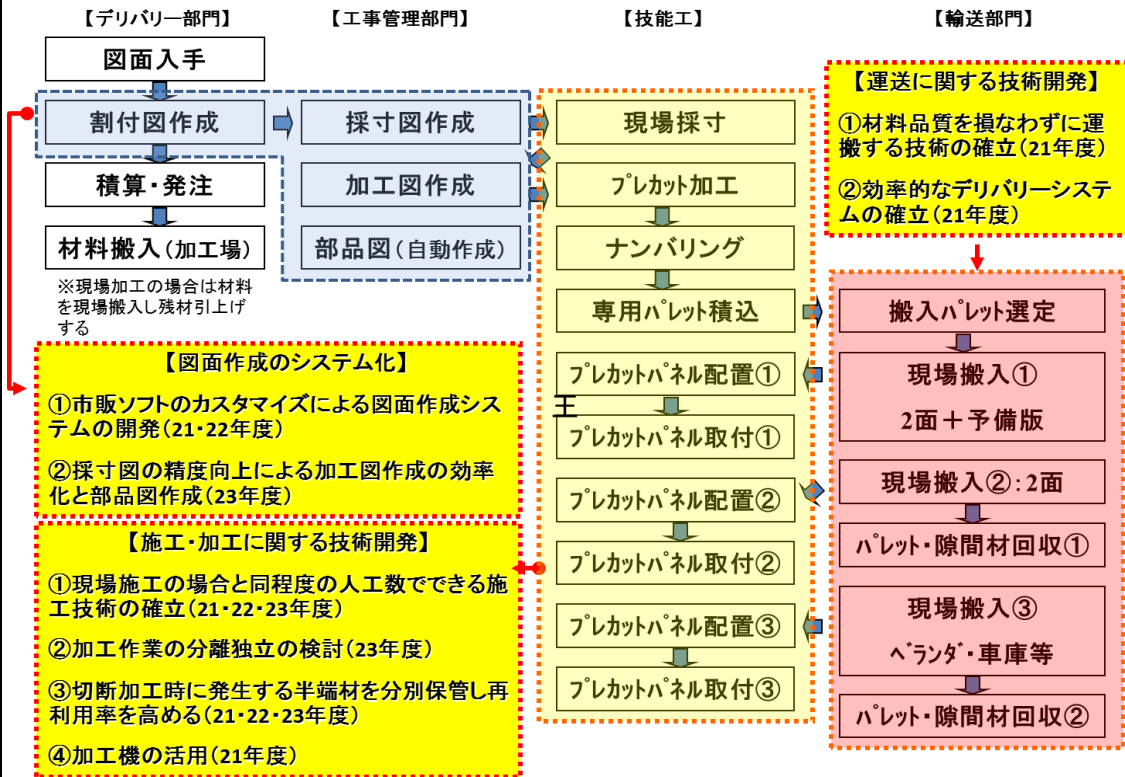 【デリバリー部門】
【工事管理部門】
【技能工】
【輸送部門】
図面入手
割付図作成
積算・発注
材料搬入(加工場)
※現場加工の場合は材料
を現場搬入し残材引上げ
する
採寸図作成
加工図作成
部品図(自動作成)
現場採寸
プレカット加工
ナンバリング
専用パレット積込
プレカットパネル配置①
王
プレカットパネル取付①
プレカットパネル配置②
プレカットパネル取付②
プレカットパネル配置③
プレカットパネル取付③
【運送に関する技術開発】
①材料品質を損なわずに運
搬する技術の確立(21年度)
②効率的なデリバリーシステ
ムの確立(21年度)
搬入パレット選定
現場搬入①
2面+予備版
現場搬入②:2面
パレット・隙間材回収①
現場搬入③
ベランダ・車庫等
パレット・隙間材回収②
【図面作成のシステム化】
①市販ソフトのカスタマイズによる図面作成シス
テムの開発(21・22年度)
②採寸図の精度向上による加工図作成の効率
化と部品図作成(23年度)
【施工・加工に関する技術開発】
①現場施工の場合と同程度の人工数でできる施
工技術の確立(21・22・23年度)
②加工作業の分離独立の検討(23年度)
③切断加工時に発生する半端材を分別保管し再
利用率を高める(21・22・23年度)
④加工機の活用(21年度)